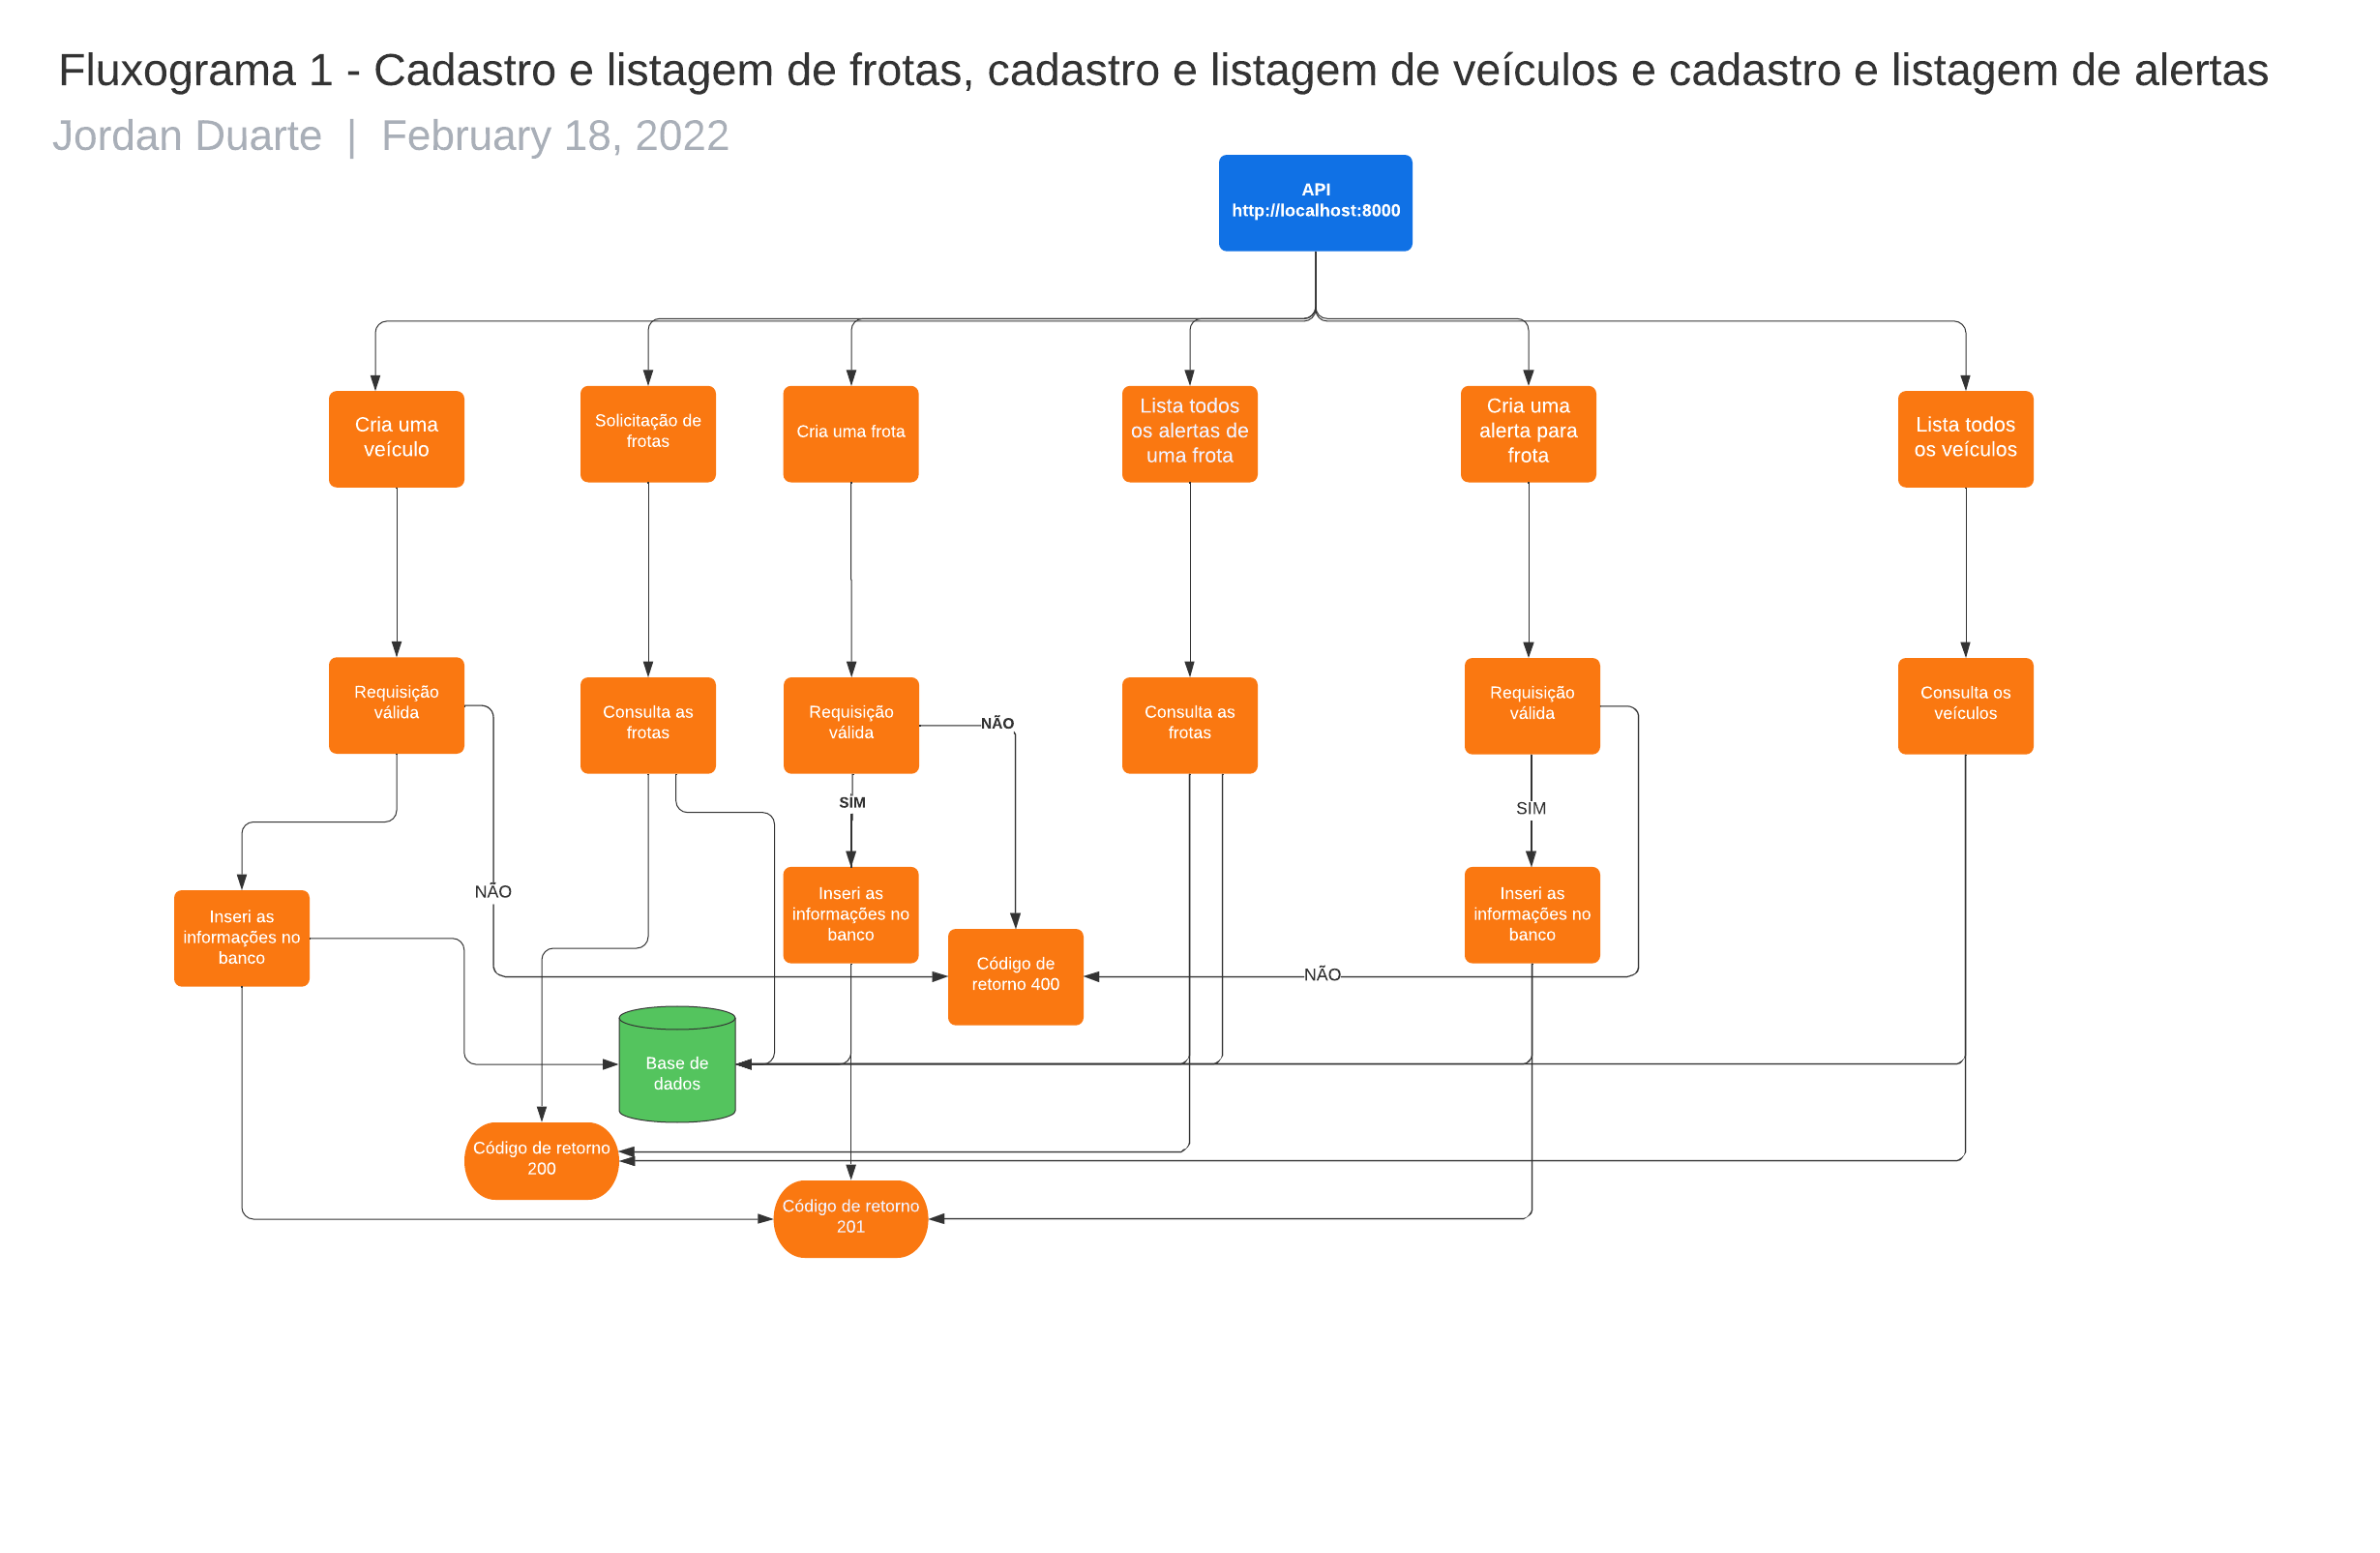 Fluxograma 1 - Cadastro e listagem de frotas, cadastro e listagem de veículos e cadastro e listagem de alertas
Jordan Duarte | February 18, 2022
API
http://localhost:8000
Cria uma
veículo
Solicitação de
frotas
Cria uma frota
Lista todos
os alertas de
uma frota
Cria uma
alerta para
frota
Lista todos
os veículos
Requisição
válida
Consulta as
frotas
Requisição
válida
NÃO
Consulta as
frotas
Requisição
válida
Consulta os
veículos
SIM
SIM
NÃO
Inseri as
informações no
banco
Inseri as
informações no
banco
Inseri as
informações no
banco
Código de
retorno 400
NÃO
Base de
dados
Código de retorno
200
Código de retorno
201